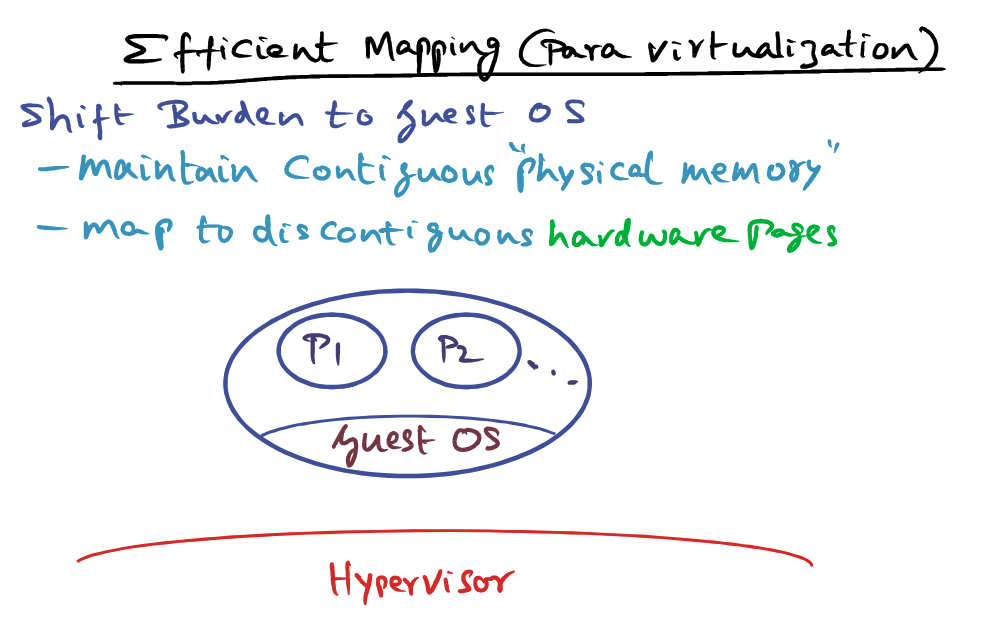 Efficient Mapping (Para virtualization)
Shift Burden to guest OS
- maintain Contiguous "physical memory"
- map to discontiguous hardware pages
P1 P2 ...
guest OS
Hypervisor